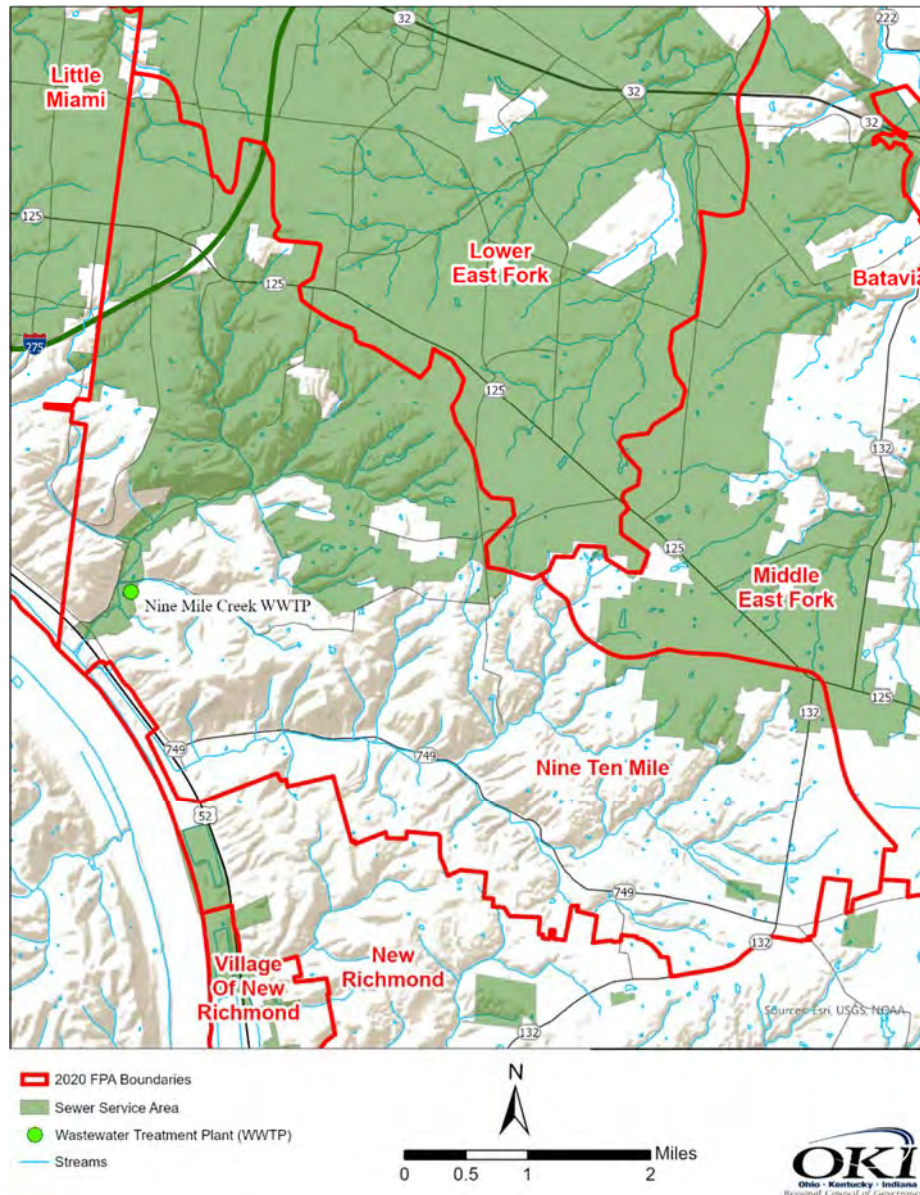 32
222
Little
Miami
32
32
125
Lower
East Fork
125
Batavia
275
125
132
125
Middle
East Fork
Nine Mile Creek WWTP
125
132
749
Nine Ten Mile
52
749
132
Village
Of New
Richmond
New
Richmond
132
Sources: Esri, USGS, NOAA
2020 FPA Boundaries
Sewer Service Area
Wastewater Treatment Plant (WWTP)
Streams
N
Miles
0 0.5 1 2
OKI
Ohio • Kentucky • Indiana
Regional Council of Governments